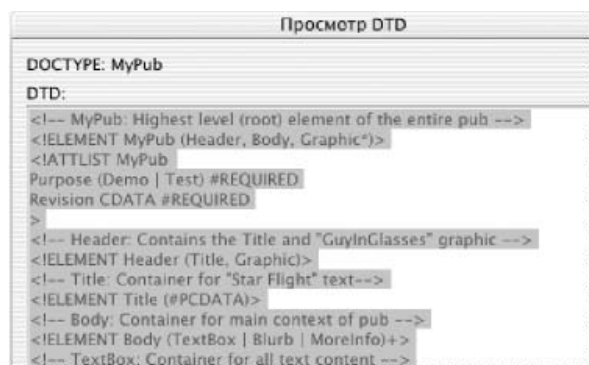 Просмотр DTD
DOCTYPE: MyPub
DTD:
<!-- MyPub: Highest level (root) element of the entire pub -->
<!ELEMENT MyPub (Header, Body, Graphic*)>
<!ATTLIST MyPub
Purpose (Demo | Test) #REQUIRED
Revision CDATA #REQUIRED
>
<!-- Header: Contains the Title and "GuyInGlasses" graphic -->
<!ELEMENT Header (Title, Graphic)>
<!-- Title: Container for "Star Flight" text-->
<!ELEMENT Title (#PCDATA)>
<!-- Body: Container for main context of pub -->
<!ELEMENT Body (TextBox | Blurb | MoreInfo)+>
<!-- TextBox: Container for all text content -->